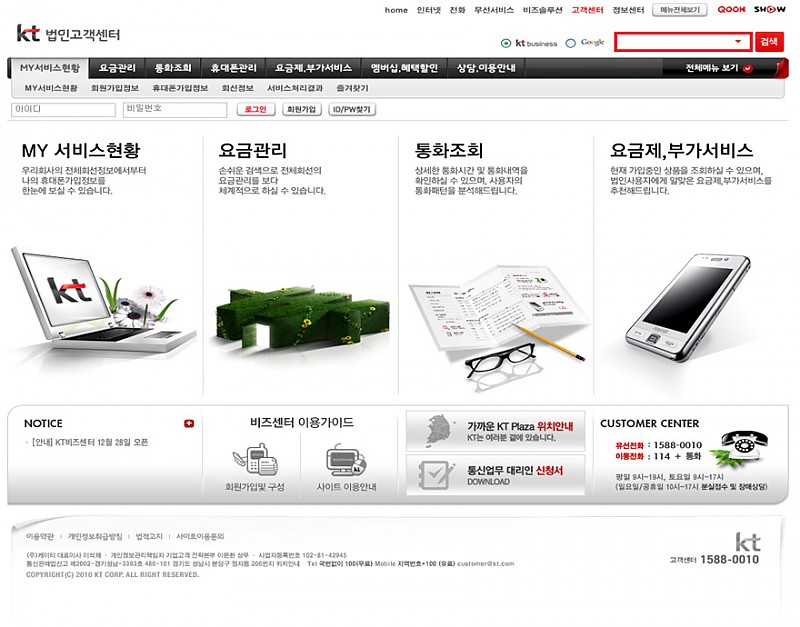 home 인터넷 전화 무선서비스 비즈솔루션 고객센터 정보센터 메뉴전체보기 QOOK SHOW
kt 법인고객센터
kt business Google 검색
MY서비스현황 요금관리 통화조회 휴대폰관리 요금제,부가서비스 멤버십,혜택할인 상담,이용안내 전체메뉴 보기
MY서비스현황 회원가입정보 휴대폰가입정보 회선정보 서비스처리결과 즐겨찾기
아이디 비밀번호 로그인 회원가입 ID/PW찾기
MY 서비스현황
우리회사의 전체회선정보에서부터
나의 휴대폰가입정보를
한눈에 보실 수 있습니다.
kt
요금관리
손쉬운 검색으로 전체회선의
요금관리를 보다
체계적으로 하실 수 있습니다.
통화조회
상세한 통화시간 및 통화내역을
확인하실 수 있으며, 사용자의
통화패턴을 분석해드립니다.
요금제,부가서비스
현재 가입중인 상품을 조회하실 수 있으며,
법인사용자에게 알맞은 요금제,부가서비스를
추천해드립니다.
NOTICE
· [안내] KT비즈센터 12월 28일 오픈
비즈센터 이용가이드
회원가입및 구성
사이트 이용안내
가까운 KT Plaza 위치안내
KT는 여러분 곁에 있습니다.
통신업무 대리인 신청서
DOWNLOAD
CUSTOMER CENTER
유선전화 : 1588-0010
이동전화 : 114 + 통화
평일 9시~19시, 토요일 9시~17시
(일요일/공휴일 10시~17시 분실접수 및 장애상담)
이용약관 | 개인정보취급방침 | 법적고지 | 사이트이용문의
(주)케이티 대표이사 이석채 · 개인정보관리책임자 기업고객 전략본부 이문환 상무 · 사업자등록번호 102-81-42945
통신판매업신고 제2002-경기성남-3393호 480-101 경기도 성남시 분당구 정자동 206번지 위치안내 Tel 국번없이 100(무료) Mobile 지역번호+100 (유료) customer@kt.com
COPYRIGHT(C) 2010 KT CORP. ALL RIGHT RESERVED.
kt
고객센터 1588-0010